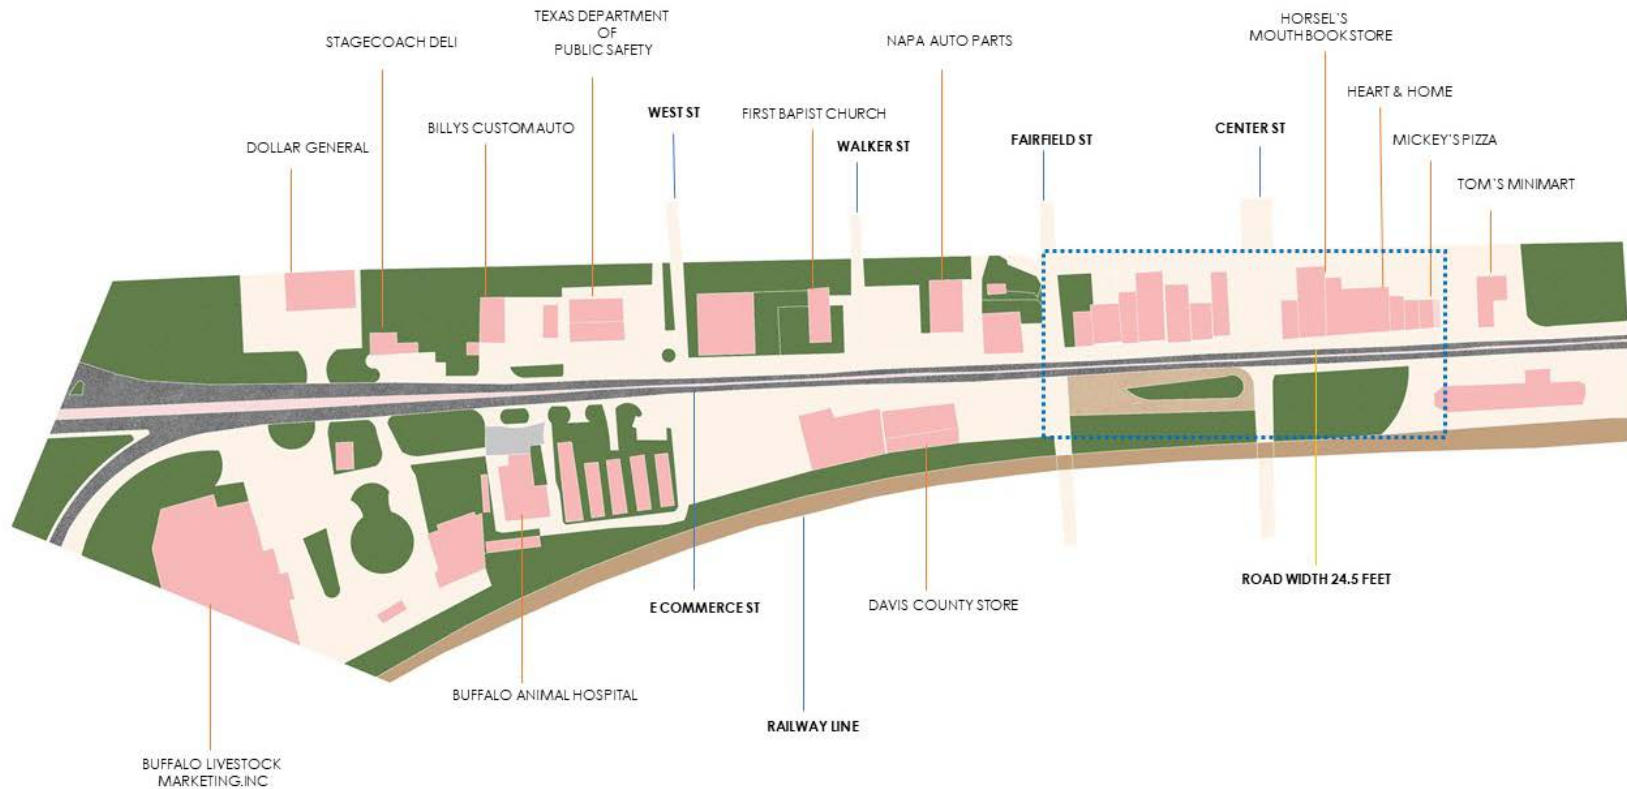 TEXAS DEPARTMENT
OF
PUBLIC SAFETY
STAGECOACH DELI
NAPA AUTO PARTS
HORSEL'S
MOUTH BOOK STORE
HEART & HOME
WEST ST
FIRST BAPIST CHURCH
BILLYS CUSTOM AUTO
DOLLAR GENERAL
WALKER ST
FAIRFIELD ST
CENTER ST
MICKEY'S PIZZA
TOM'S MINIMART
E COMMERCE ST
DAVIS COUNTY STORE
ROAD WIDTH 24.5 FEET
BUFFALO ANIMAL HOSPITAL
RAILWAY LINE
BUFFALO LIVESTOCK
MARKETING.INC